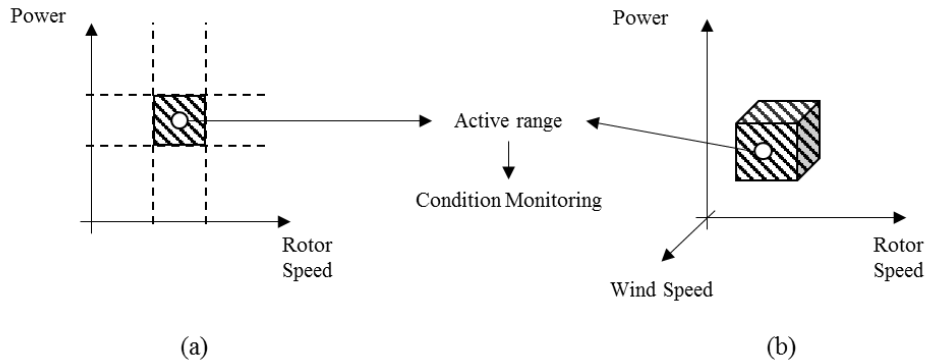 Power
Rotor
Speed
(a)
Active range
Condition Monitoring
Power
Rotor
Speed
Wind Speed
(b)